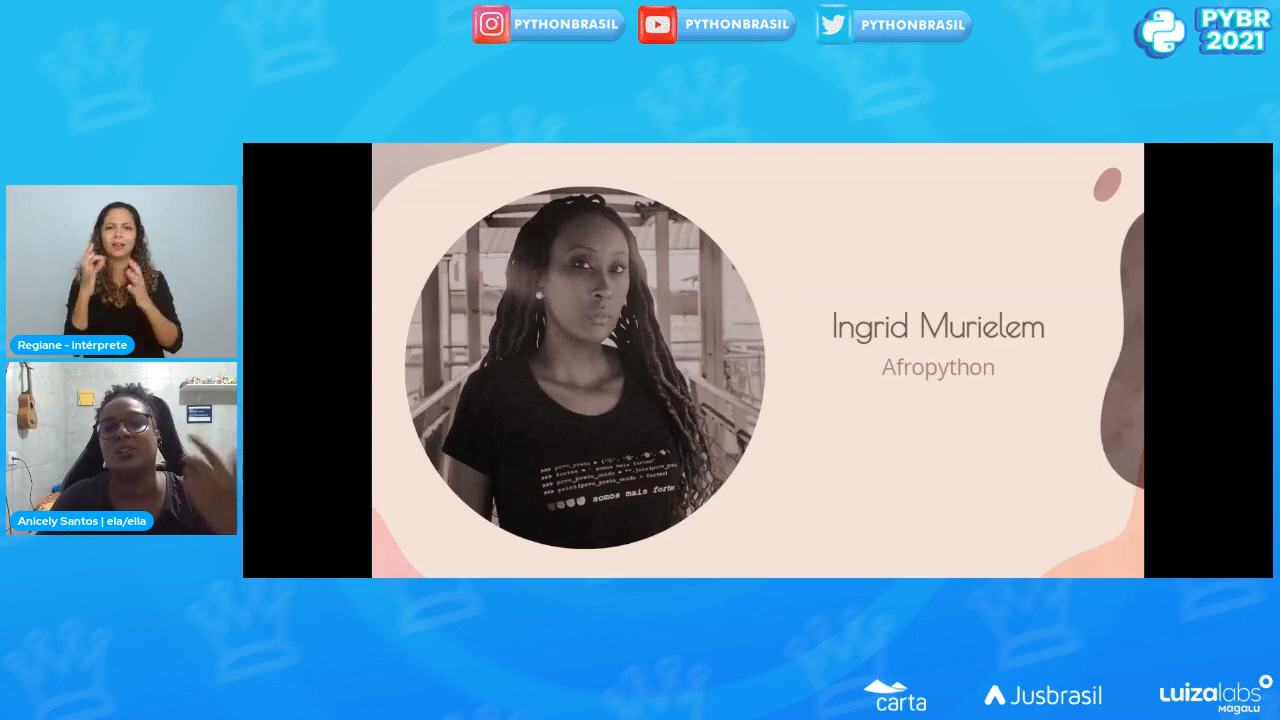 PYTHONBRASIL
PYTHONBRASIL
PYTHONBRASIL
PYBR
2021
Regiane - intérprete
Anicely Santos | ela/ella
Ingrid Murielem
Afropython
somos mais forte
carta
Jusbrasil
Luizalabs
MAGALU